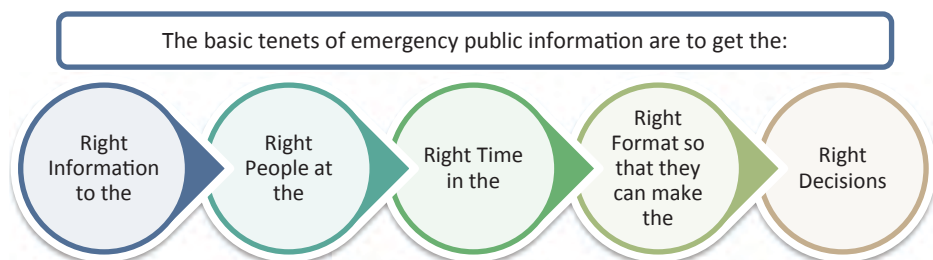 The basic tenets of emergency public information are to get the:
Right
Information
to the
Right
People at
the
Right Time
in the
Right
Format so
that they
can make
the
Right
Decisions